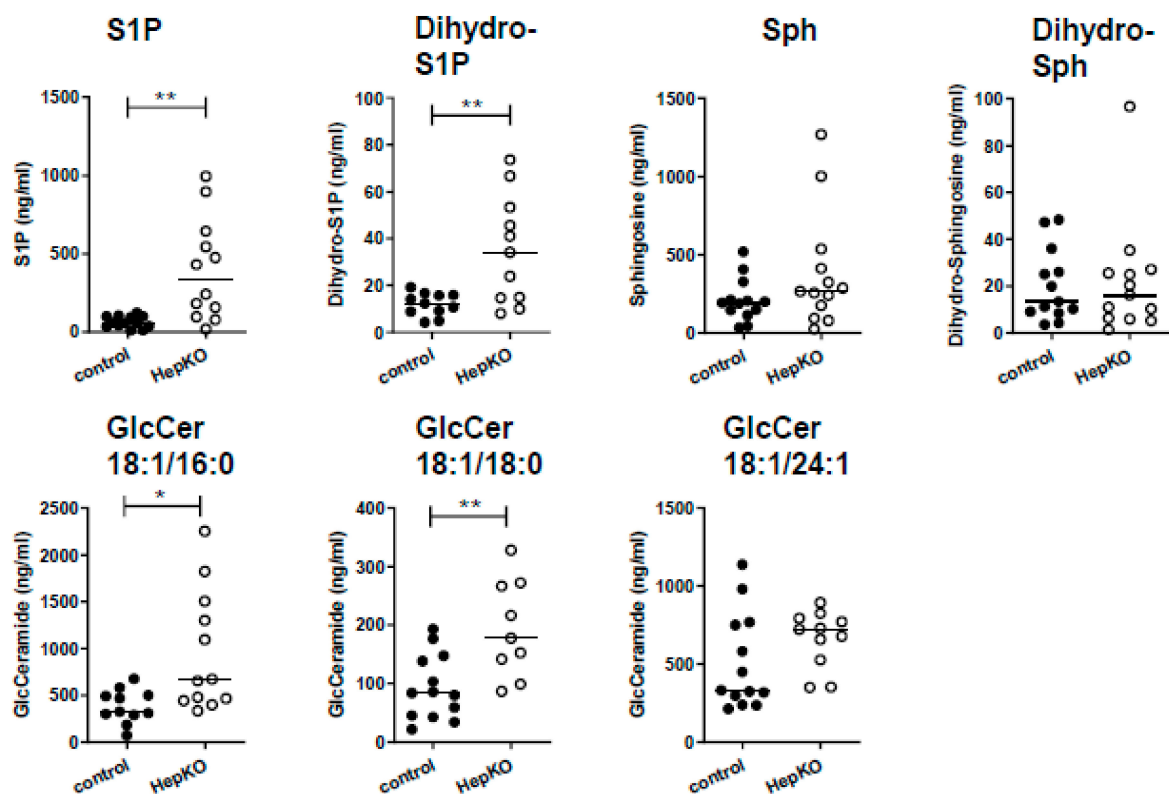 S1P
Dihydro-
S1P
Sph
Dihydro-
Sph
S1P (ng/ml)
1500
1000
500
0
**
control
HepKO
Dihydro-S1P (ng/ml)
100
80
60
40
20
0
**
control
HepKO
Sphingosine (ng/ml)
1500
1000
500
0
control
HepKO
Dihydro-Sphingosine (ng/ml)
100
80
60
40
20
0
control
HepKO
GlcCer
18:1/16:0
GlcCer
18:1/18:0
GlcCer
18:1/24:1
GlcCeramide (ng/ml)
2500
2000
1500
1000
500
0
*
control
HepKO
GlcCeramide (ng/ml)
400
300
200
100
0
**
control
HepKO
GlcCeramide (ng/ml)
1500
1000
500
0
control
HepKO